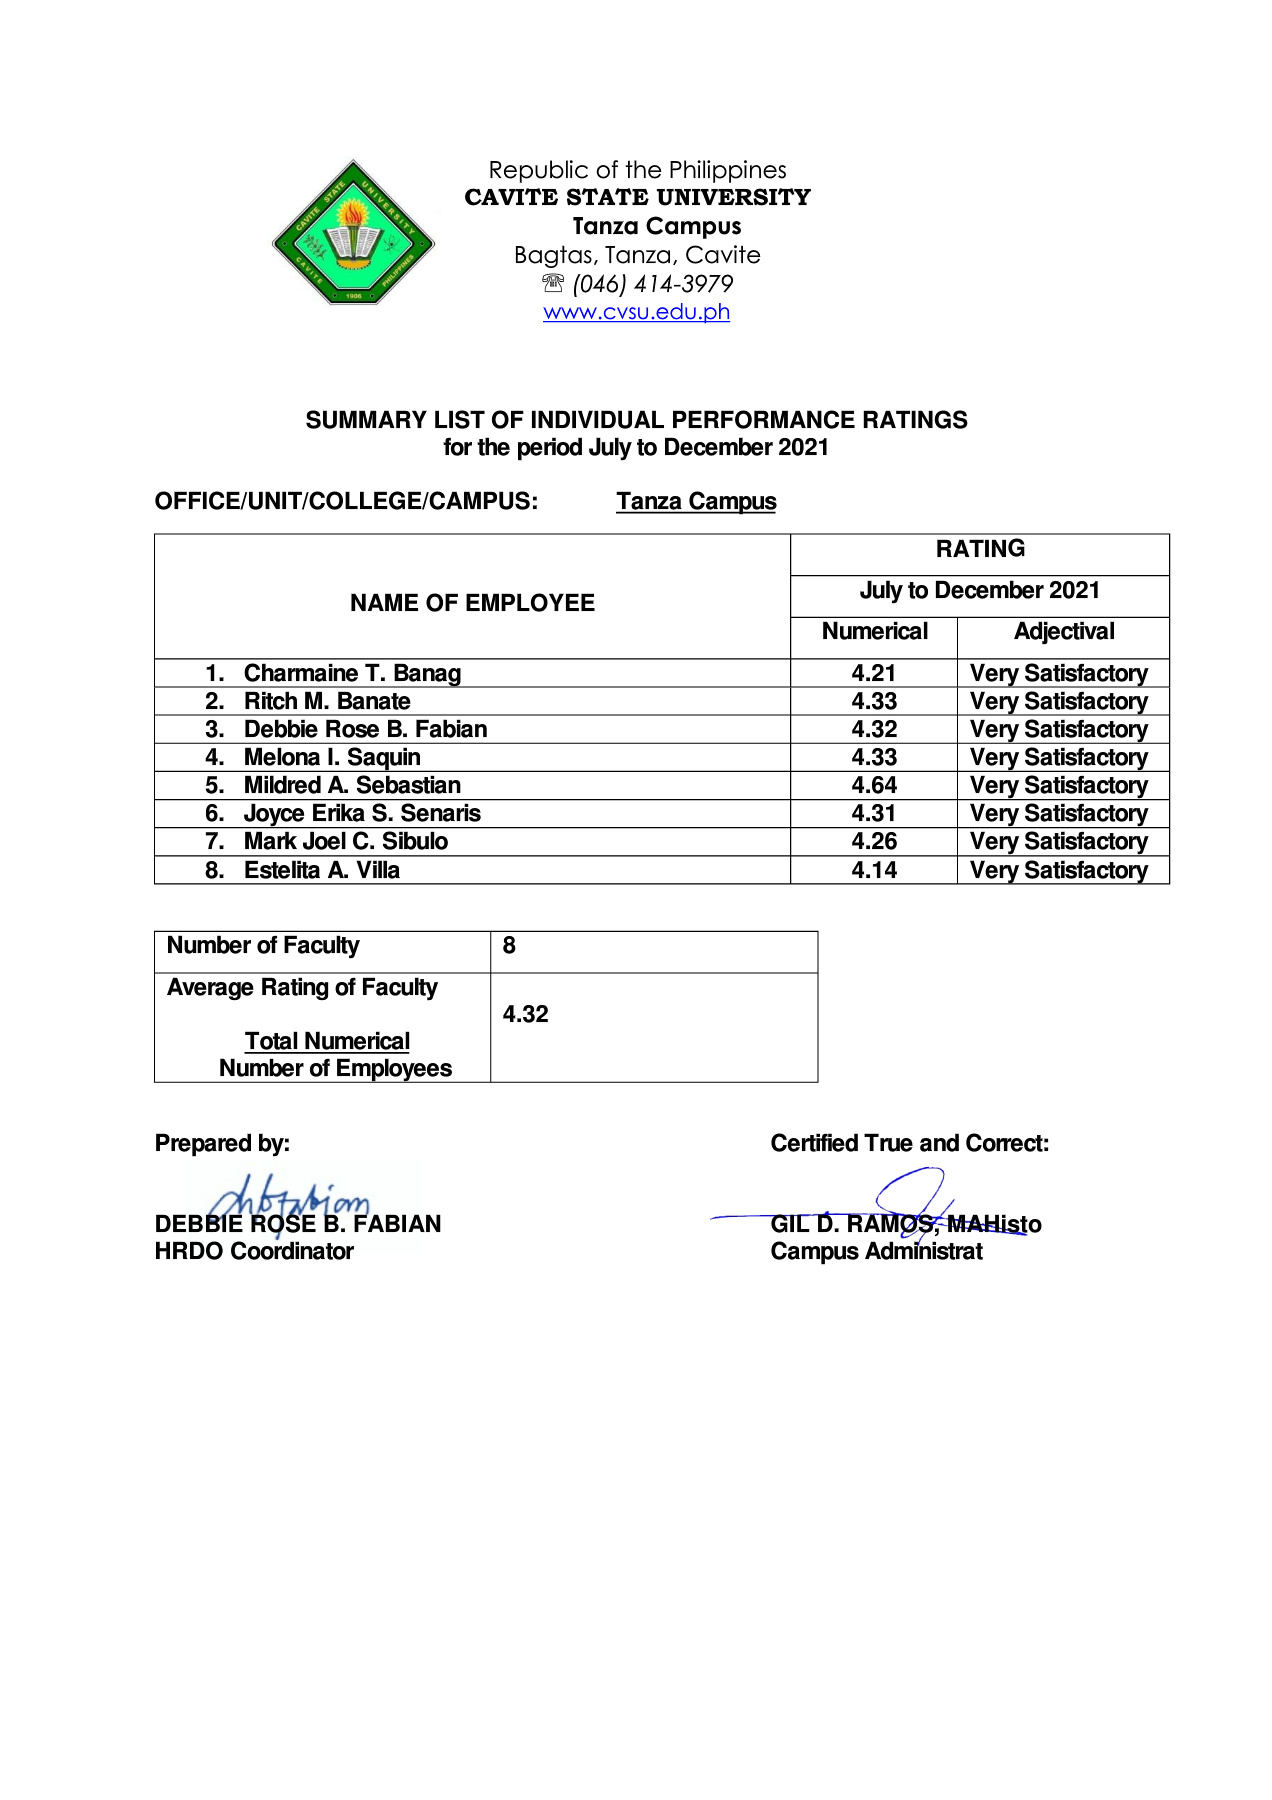 Republic of the Philippines
CAVITE STATE UNIVERSITY
Tanza Campus
Bagtas, Tanza, Cavite
☏ (046) 414-3979
www.cvsu.edu.ph
CAVITE STATE UNIVERSITY
CAVITE PHILIPPINES
1906
SUMMARY LIST OF INDIVIDUAL PERFORMANCE RATINGS
for the period July to December 2021
OFFICE/UNIT/COLLEGE/CAMPUS: Tanza Campus
NAME OF EMPLOYEE
RATING
July to December 2021
Numerical Adjectival
1. Charmaine T. Banag 4.21 Very Satisfactory
2. Ritch M. Banate 4.33 Very Satisfactory
3. Debbie Rose B. Fabian 4.32 Very Satisfactory
4. Melona I. Saquin 4.33 Very Satisfactory
5. Mildred A. Sebastian 4.64 Very Satisfactory
6. Joyce Erika S. Senaris 4.31 Very Satisfactory
7. Mark Joel C. Sibulo 4.26 Very Satisfactory
8. Estelita A. Villa 4.14 Very Satisfactory
Number of Faculty 8
Average Rating of Faculty
4.32
Total Numerical
Number of Employees
Prepared by: Certified True and Correct:
DEBBIE ROSE B. FABIAN GIL D. RAMOS, MAHisto
HRDO Coordinator Campus Administrat